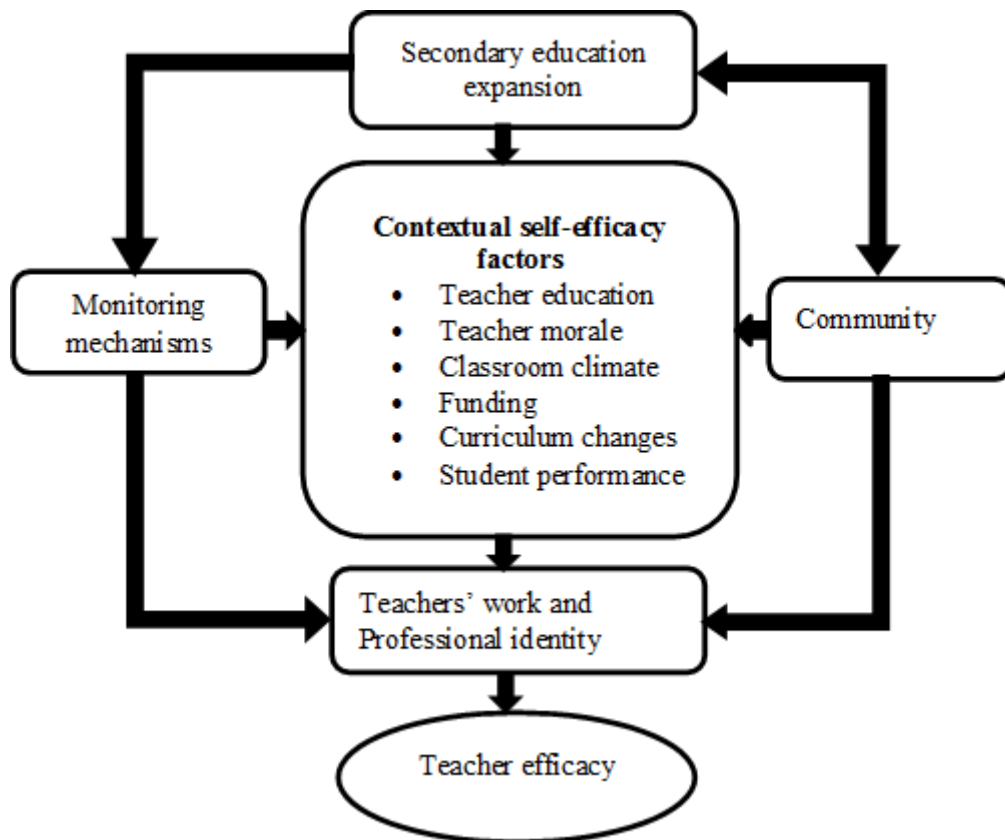 Secondary education
expansion
Contextual self-efficacy
factors
• Teacher education
• Teacher morale
• Classroom climate
• Funding
• Curriculum changes
• Student performance
Monitoring
mechanisms
Community
Teachers’ work and
Professional identity
Teacher efficacy